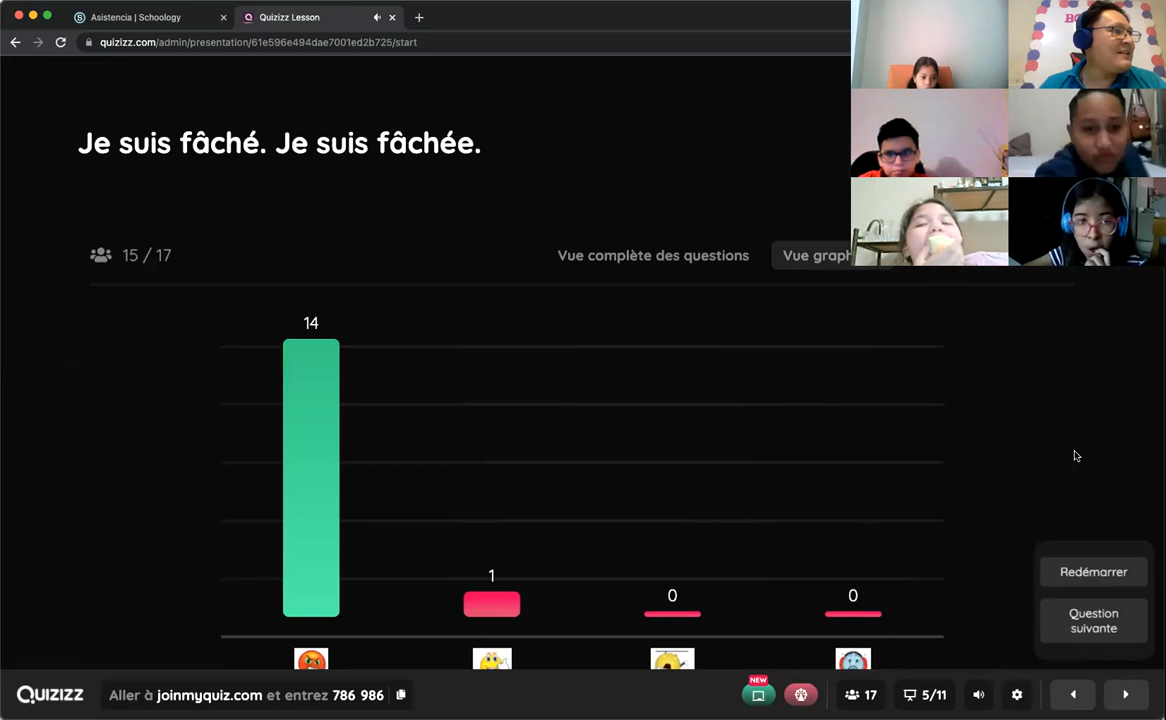 Asistencia | Schoology
Quizizz Lesson
quizizz.com/admin/presentation/61e596e494dae7001ed2b725/start
Je suis fâché. Je suis fâchée.
15 / 17
Vue complète des questions
Vue graph
14
1
0
0
Redémarrer
Question
suivante
QUIZIZZ
Aller à joinmyquiz.com et entrez 786 986
NEW
17
5/11